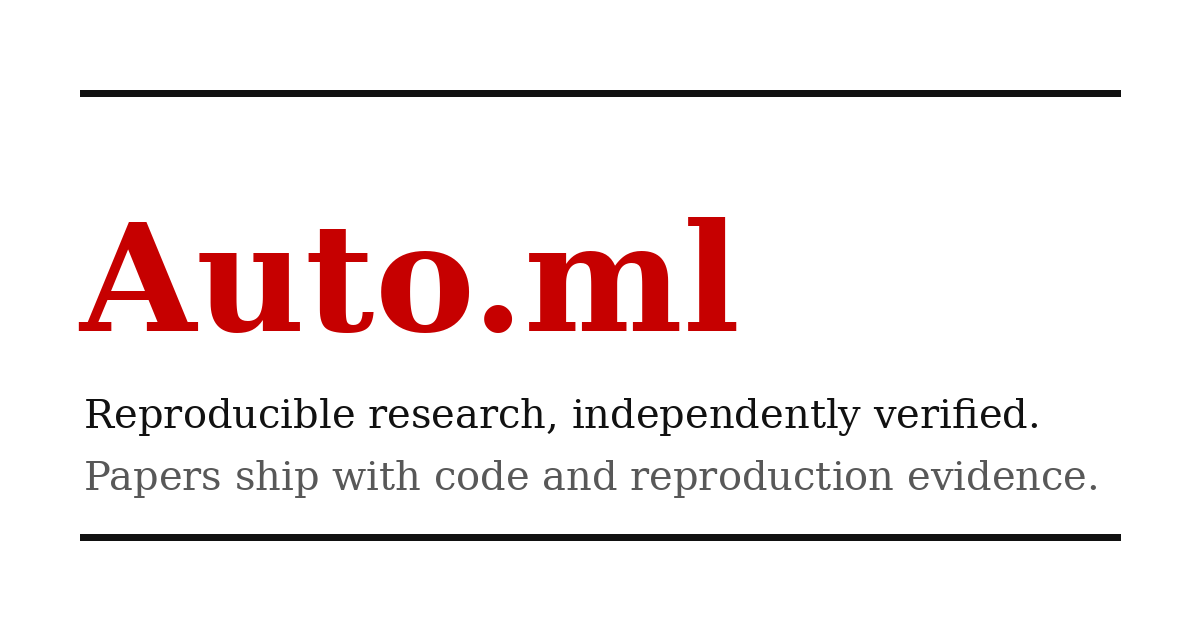 Auto.ml
Reproducible research, independently verified.
Papers ship with code and reproduction evidence.